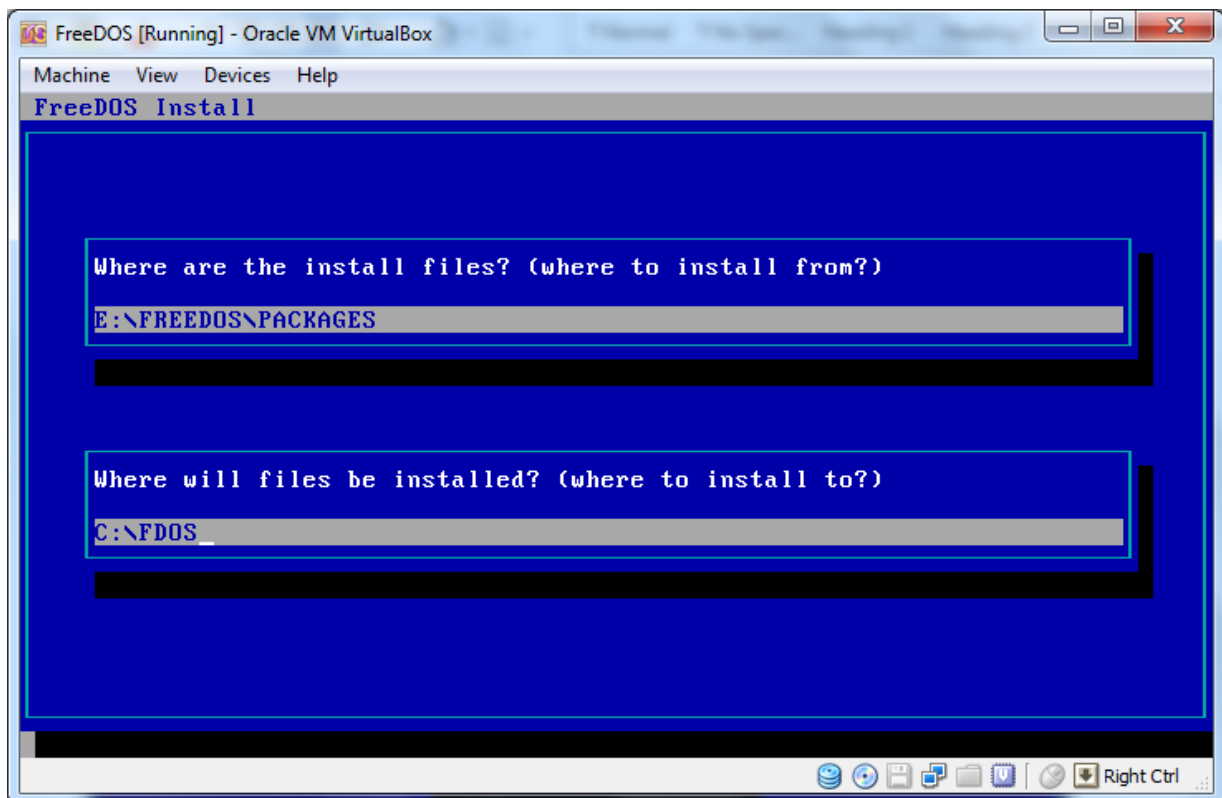 FreeDOS [Running] - Oracle VM VirtualBox
Machine View Devices Help
FreeDOS Install
Where are the install files? (where to install from?)
E:\FREEDOS\PACKAGES
Where will files be installed? (where to install to?)
C:\FDOS_
Right Ctrl